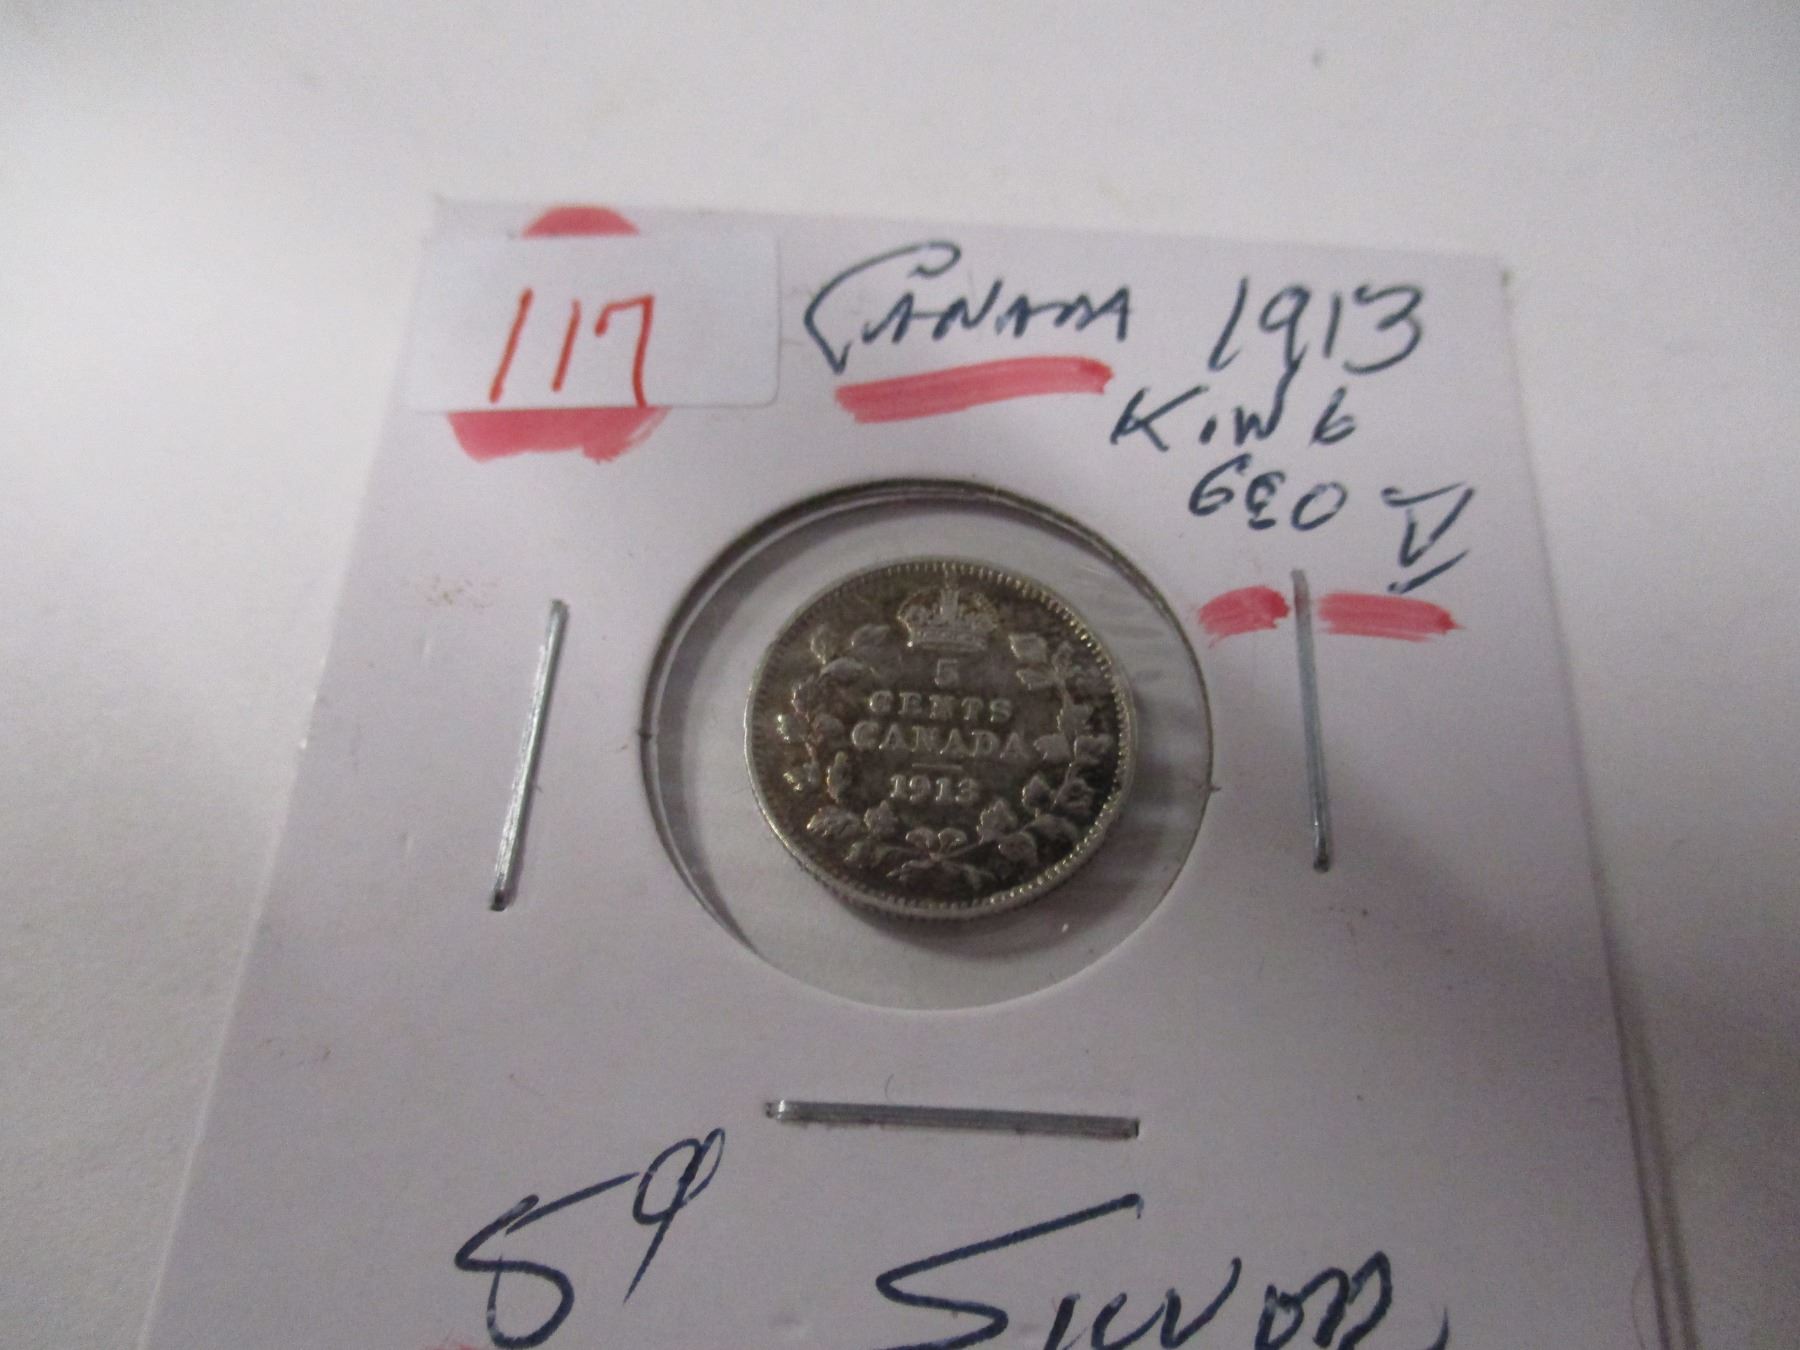 117
CANADA 1913
KING
GEO V
5
CENTS
CANADA
1913
5¢ SILVER